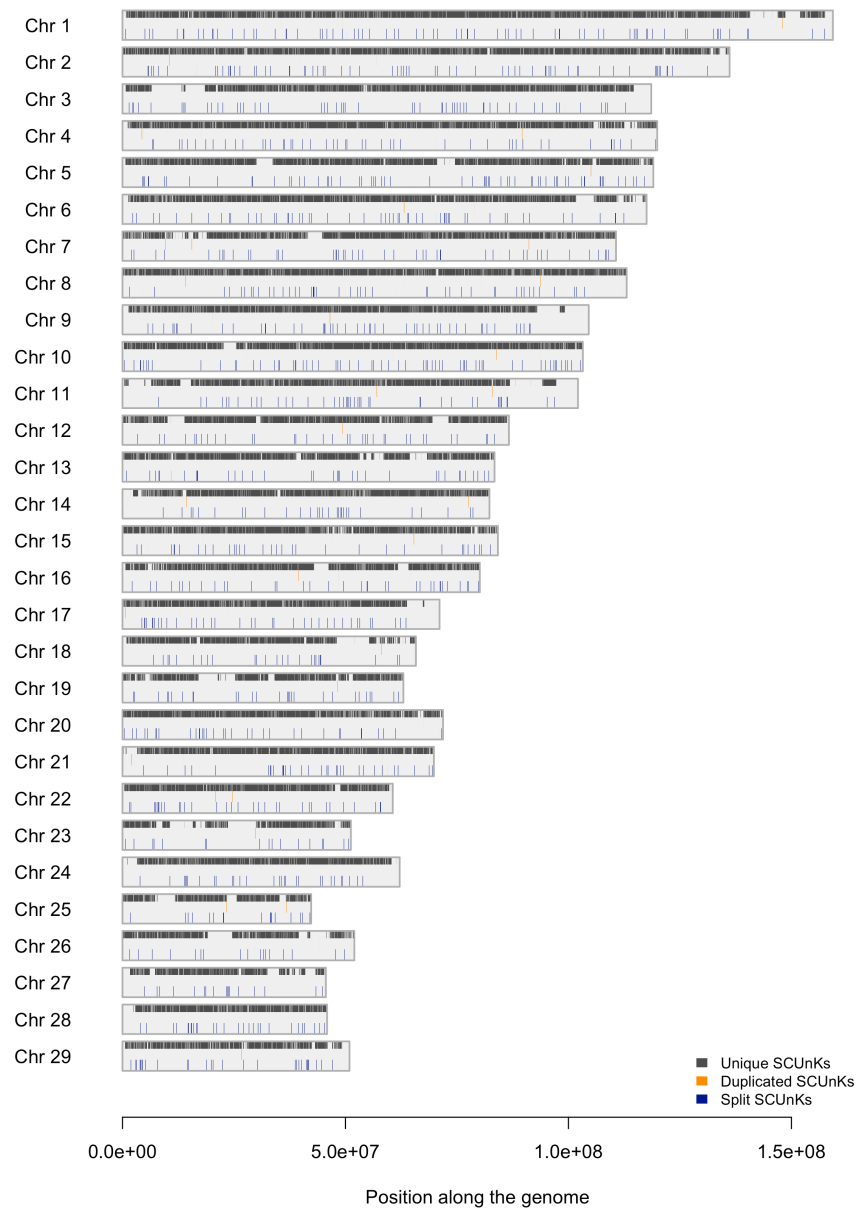 Chr 1
Chr 2
Chr 3
Chr 4
Chr 5
Chr 6
Chr 7
Chr 8
Chr 9
Chr 10
Chr 11
Chr 12
Chr 13
Chr 14
Chr 15
Chr 16
Chr 17
Chr 18
Chr 19
Chr 20
Chr 21
Chr 22
Chr 23
Chr 24
Chr 25
Chr 26
Chr 27
Chr 28
Chr 29
Unique SCUnKs
Duplicated SCUnKs
Split SCUnKs
0.0e+00 5.0e+07 1.0e+08 1.5e+08
Position along the genome